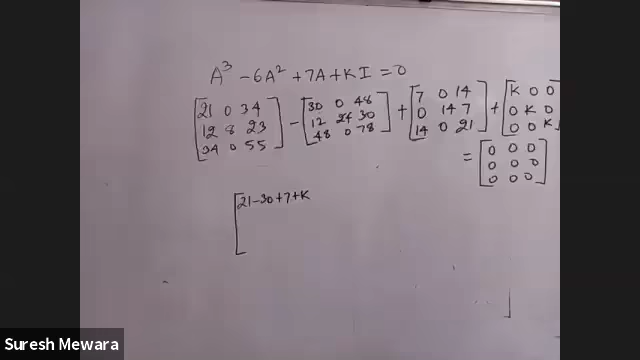 A³ - 6A² + 7A + KI = 0
[21 0 34 [30 0 48 [7 0 14 [K 0 0
12 8 23 ] - 12 24 30 ] + 0 14 7 ] + 0 K 0 ]
34 0 55] 48 0 78] 14 0 21] 0 0 K]
= [0 0 0
0 0 0
0 0 0]
[21-30+7+K
]
Suresh Mewara